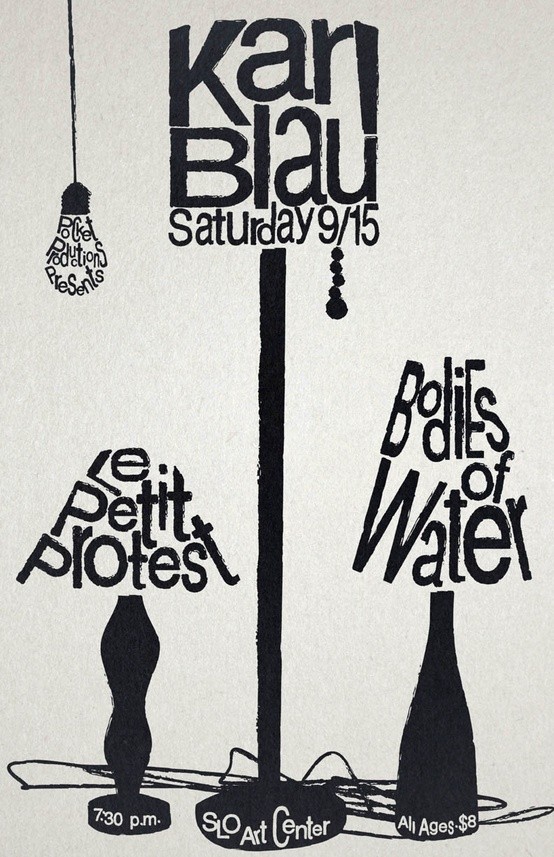 Karl
Blau
Saturday 9/15
Pocket
Prdutions
Presents
Bodies
of
Water
Le
Petit
Protest
7:30 p.m.
SLO Art Center
All Ages·$8